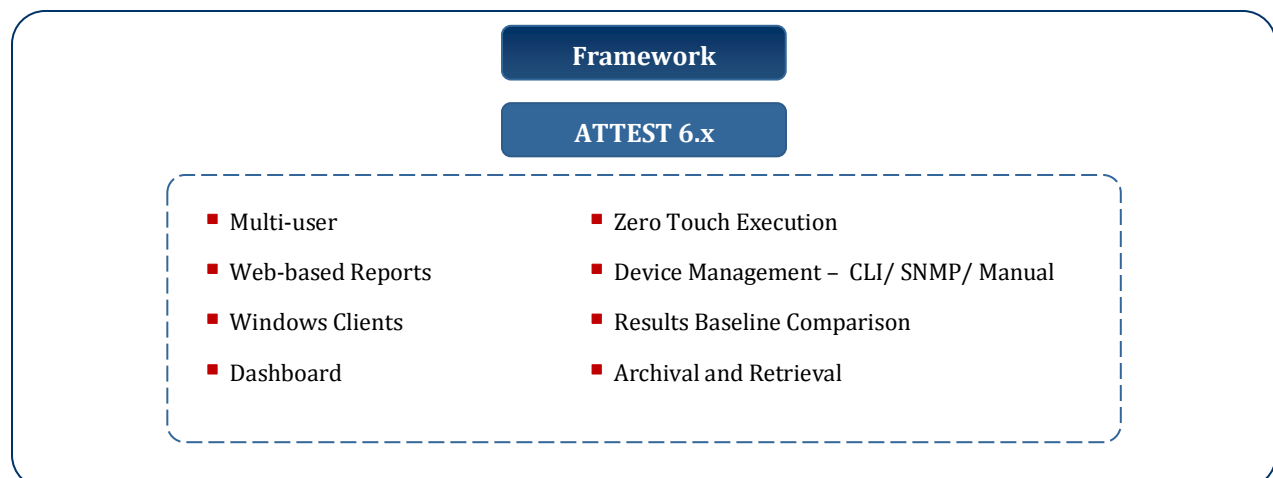 Framework
ATTEST 6.x
Multi-user
Web-based Reports
Windows Clients
Dashboard
Zero Touch Execution
Device Management – CLI/ SNMP/ Manual
Results Baseline Comparison
Archival and Retrieval